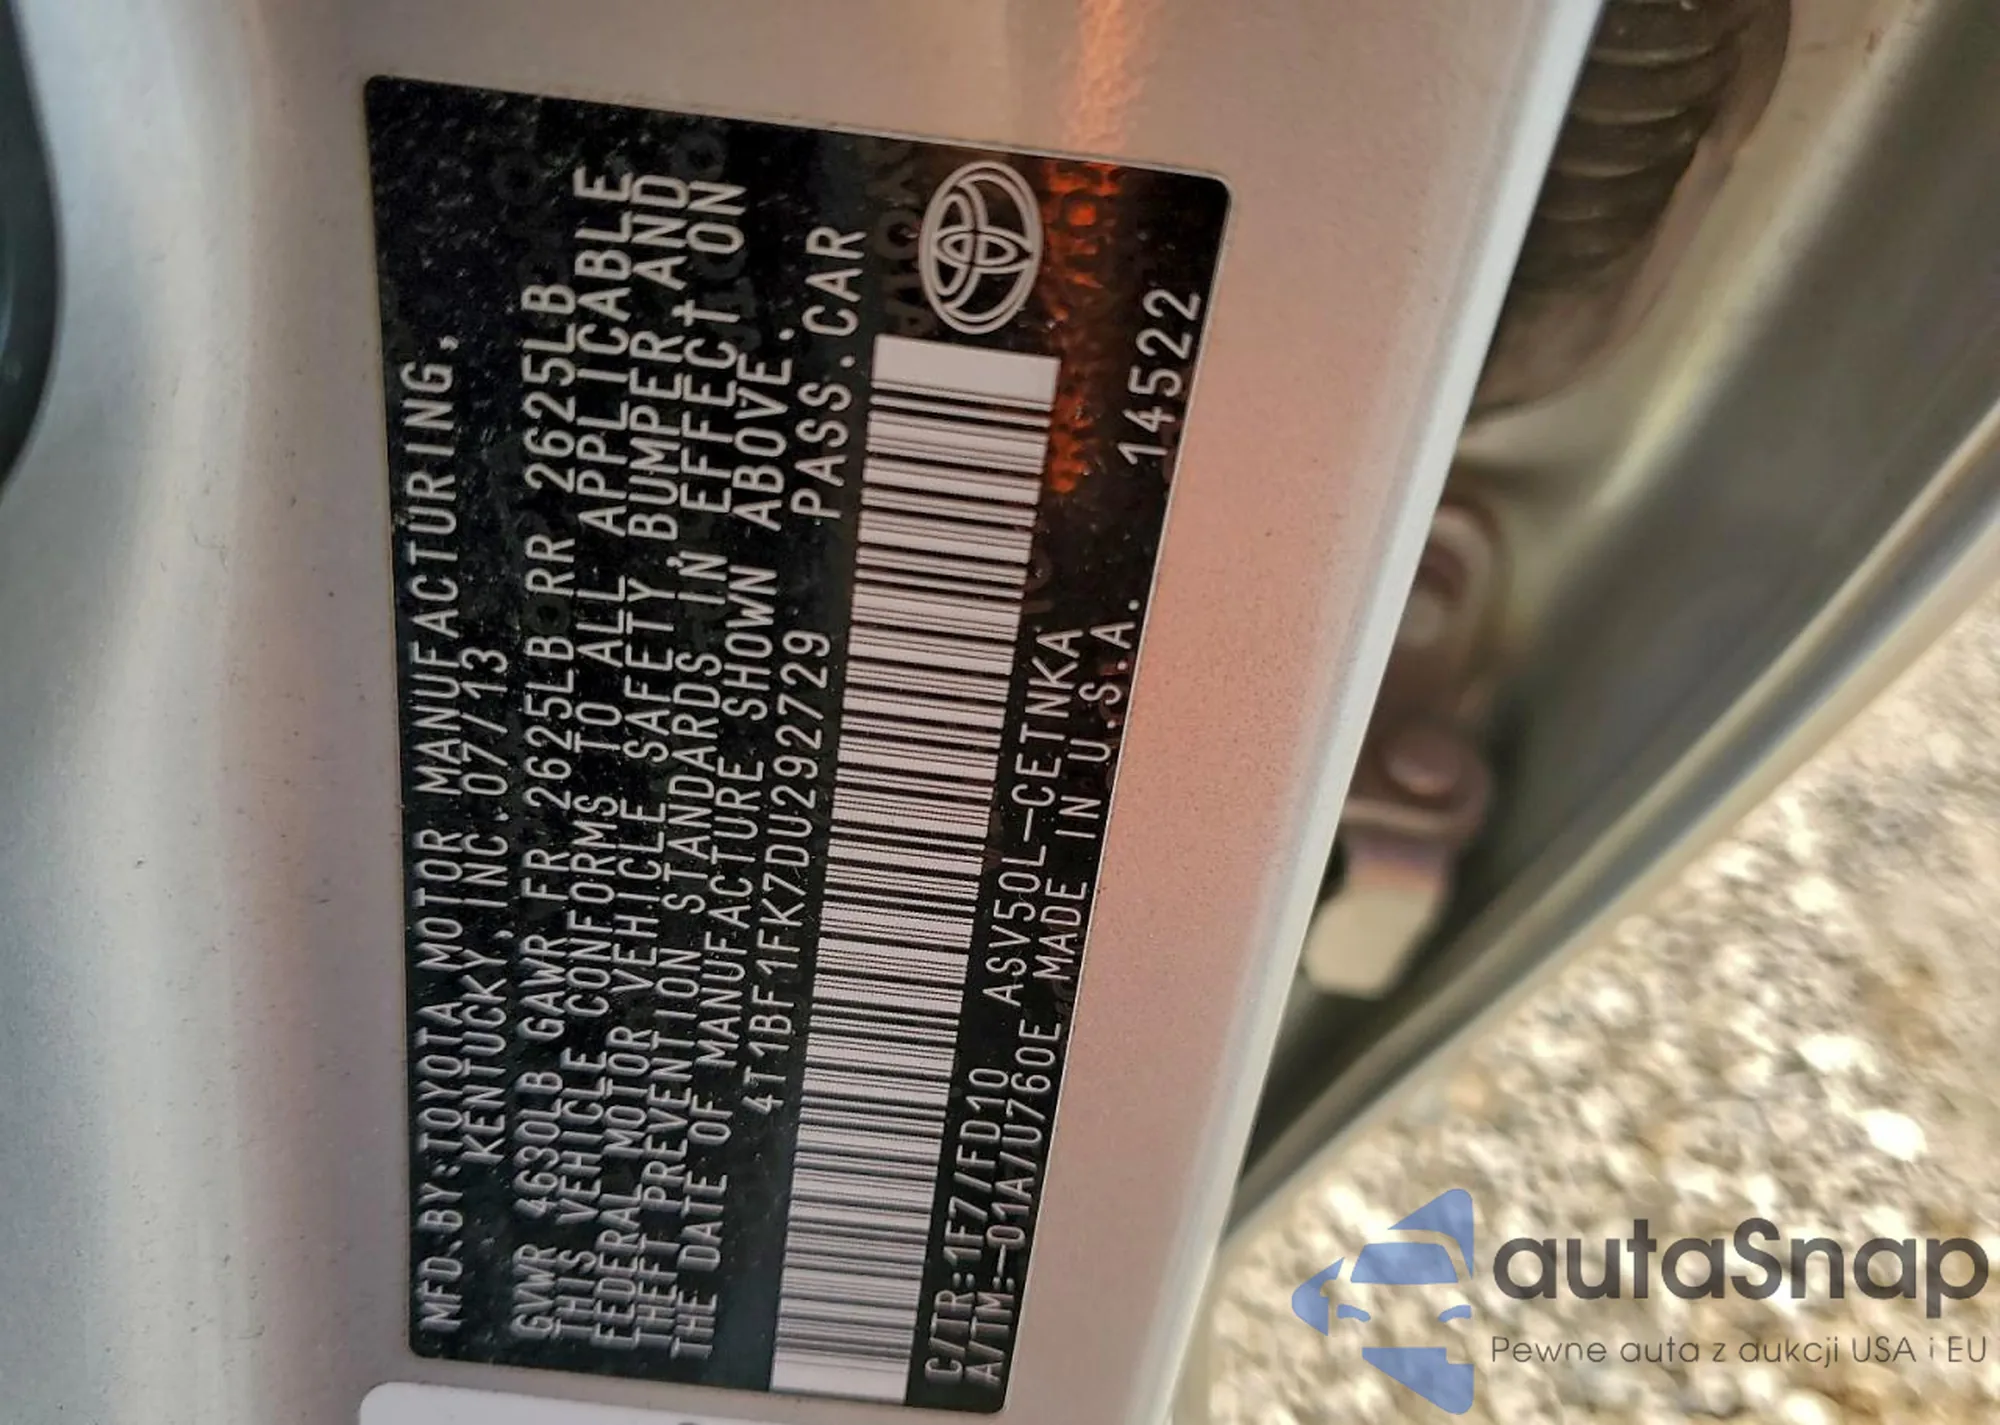 MFD.BY:TOYOTA MOTOR MANUFACTURING,
KENTUCKY, INC. 07/13
GVWR 4630LB GAWR FR 2625LB RR 2625LB
THIS VEHICLE CONFORMS TO ALL APPLICABLE
FEDERAL MOTOR VEHICLE SAFETY, BUMPER AND
THEFT PREVENTION STANDARDS IN EFFECT ON
THE DATE OF MANUFACTURE SHOWN ABOVE.
4T1BF1FK7DU292729 PASS.CAR
C/TR:1F7/FD10 ASV50L-CETNKA
A/TM:-01A/U760E MADE IN U.S.A. 14522
autaSnap
Pewne auta z aukcji USA i EU